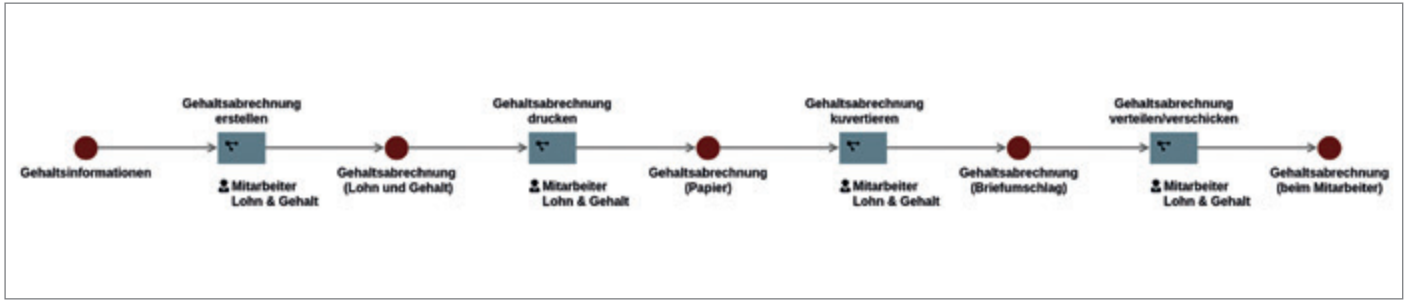 Gehaltsabrechnung
erstellen
Gehaltsabrechnung
drucken
Gehaltsabrechnung
kuvertieren
Gehaltsabrechnung
verteilen/verschicken
Gehaltsinformationen
Gehaltsabrechnung
(Lohn und Gehalt)
Gehaltsabrechnung
(Papier)
Gehaltsabrechnung
(Briefumschlag)
Gehaltsabrechnung
(beim Mitarbeiter)
Mitarbeiter
Lohn & Gehalt
Mitarbeiter
Lohn & Gehalt
Mitarbeiter
Lohn & Gehalt
Mitarbeiter
Lohn & Gehalt